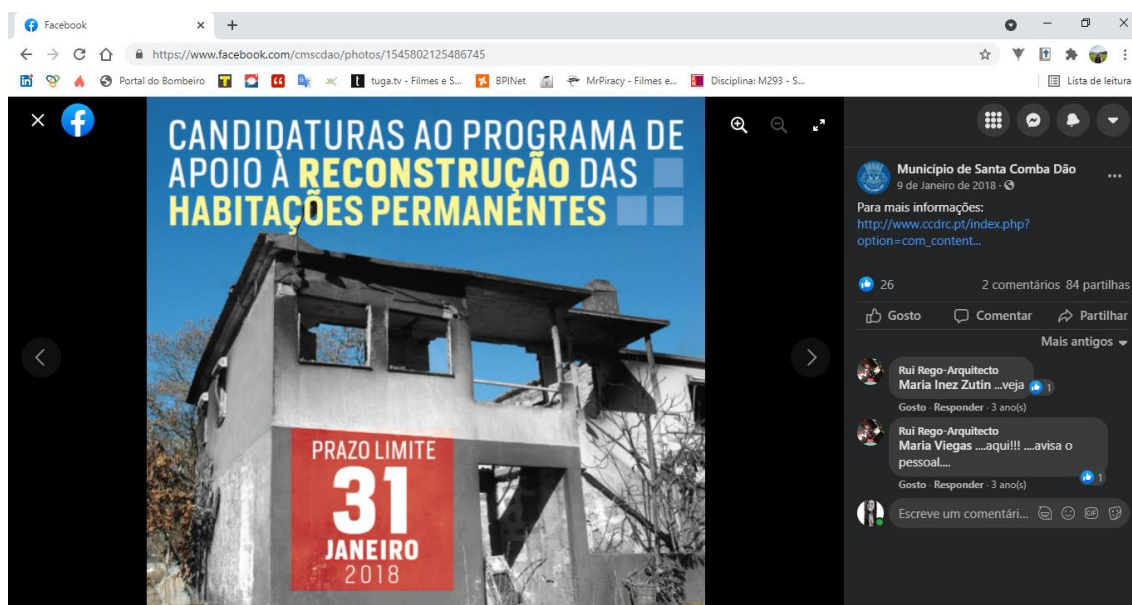 Facebook
https://www.facebook.com/cmscdao/photos/1545802125486745
Portal do Bombeiro
tuga.tv - Filmes e S...
BPINet
MrPiracy - Filmes e...
Disciplina: M293 - S...
Lista de leitura
CANDIDATURAS AO PROGRAMA DE
APOIO À RECONSTRUÇÃO DAS
HABITAÇÕES PERMANENTES
PRAZO LIMITE
31
JANEIRO
2018
Município de Santa Comba Dão
9 de Janeiro de 2018 ·
Para mais informações:
http://www.ccdrc.pt/index.php?
option=com_content...
26
2 comentários 84 partilhas
Gosto Comentar Partilhar
Mais antigos
Rui Rego-Arquitecto
Maria Inez Zutin ...veja
1
Gosto · Responder · 3 ano(s)
Rui Rego-Arquitecto
Maria Viegas ....aqui!!! ....avisa o
pessoal....
1
Gosto · Responder · 3 ano(s)
Escreve um comentári...
GIF